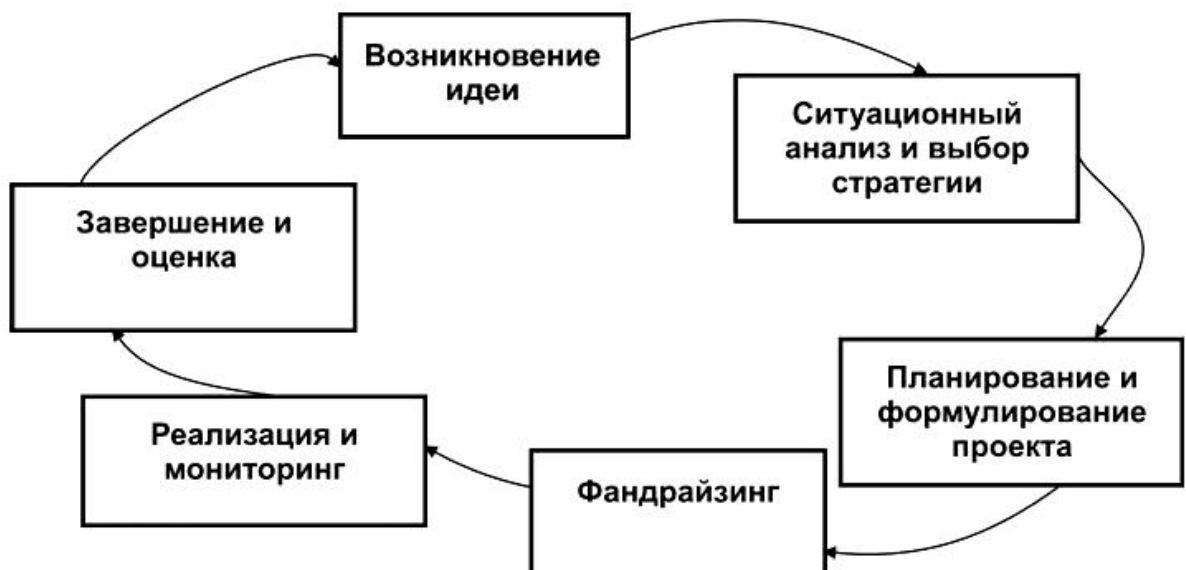 Возникновение
идеи
Ситуационный
анализ и выбор
стратегии
Планирование и
формулирование
проекта
Фандрайзинг
Реализация и
мониторинг
Завершение и
оценка